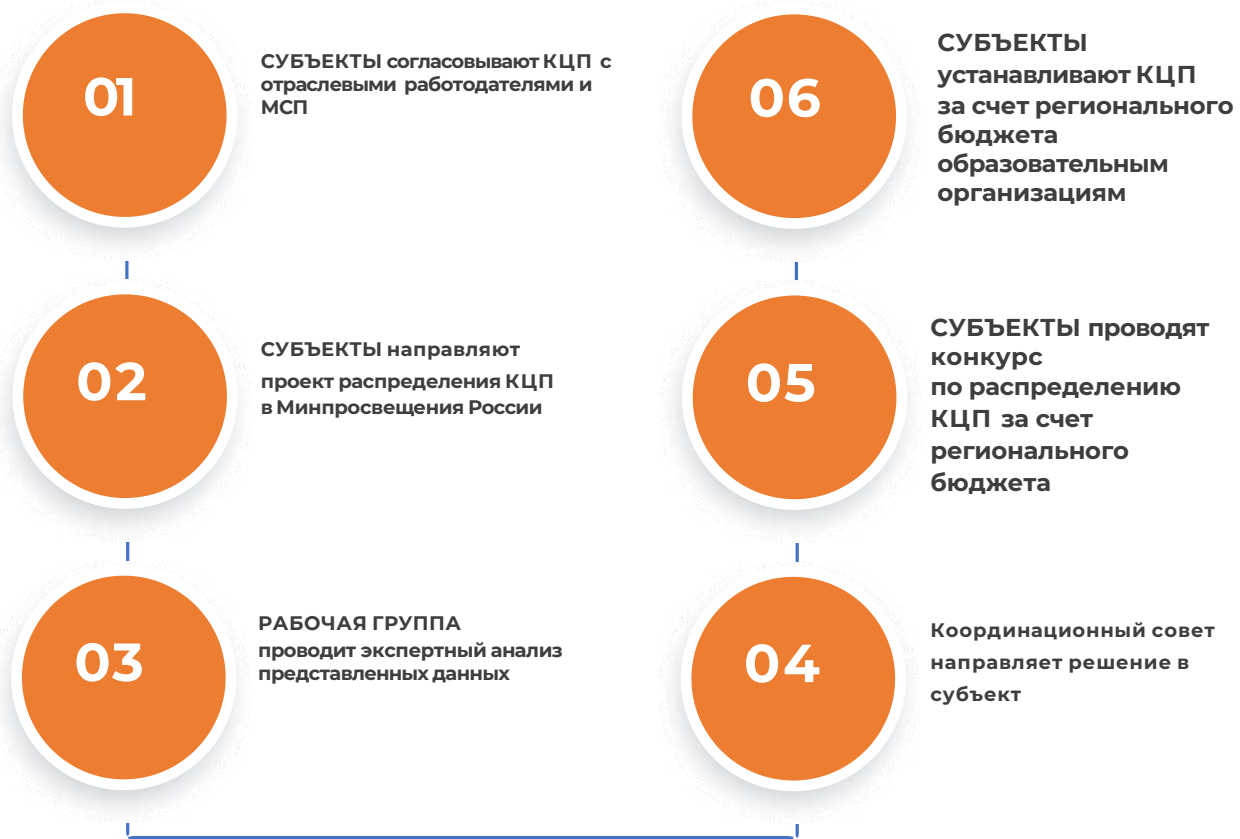 01
СУБЪЕКТЫ согласовывают КЦП с
отраслевыми работодателями и
МСП
02
СУБЪЕКТЫ направляют
проект распределения КЦП
в Минпросвещения России
03
РАБОЧАЯ ГРУППА
проводит экспертный анализ
представленных данных
04
Координационный совет
направляет решение в
субъект
05
СУБЪЕКТЫ проводят
конкурс
по распределению
КЦП за счет
регионального
бюджета
06
СУБЪЕКТЫ
устанавливают КЦП
за счет регионального
бюджета
образовательным
организациям